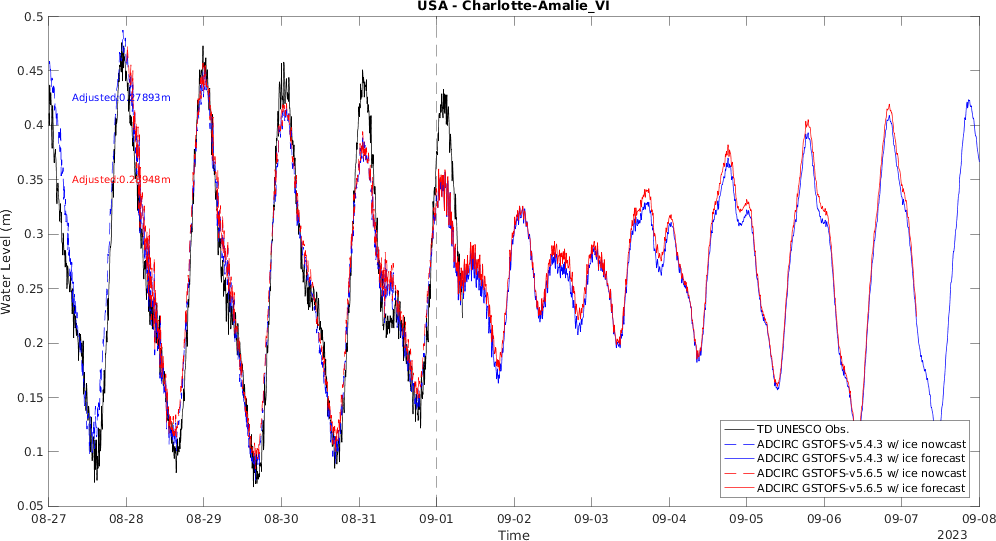 USA - Charlotte-Amalie_VI
Water Level (m)
0.5
0.45
0.4
0.35
0.3
0.25
0.2
0.15
0.1
0.05
Adjusted:0.27893m
Adjusted:0.28948m
TD UNESCO Obs.
ADCIRC GSTOFS-v5.4.3 w/ ice nowcast
ADCIRC GSTOFS-v5.4.3 w/ ice forecast
ADCIRC GSTOFS-v5.6.5 w/ ice nowcast
ADCIRC GSTOFS-v5.6.5 w/ ice forecast
08-27 08-28 08-29 08-30 08-31 09-01 09-02 09-03 09-04 09-05 09-06 09-07 09-08
Time
2023